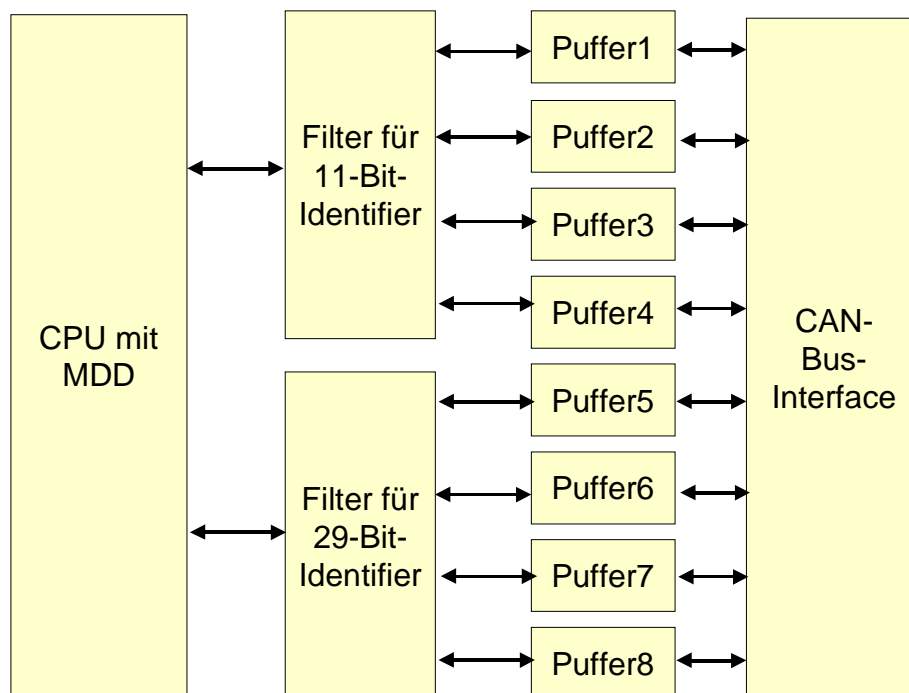 CPU mit
MDD
Filter für
11-Bit-
Identifier
Filter für
29-Bit-
Identifier
Puffer1
Puffer2
Puffer3
Puffer4
Puffer5
Puffer6
Puffer7
Puffer8
CAN-
Bus-
Interface